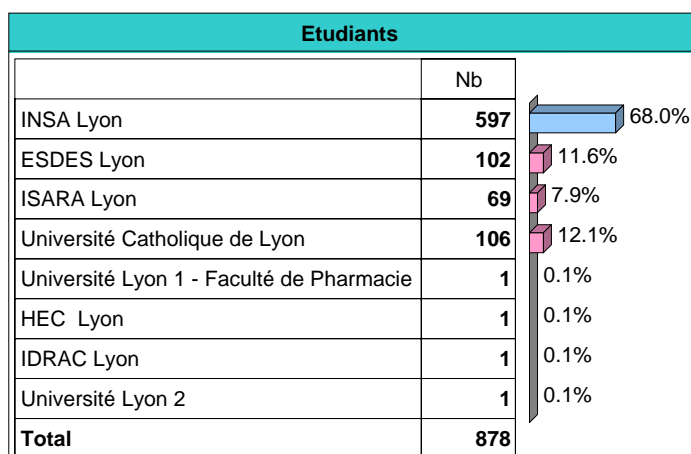 Etudiants
Nb
INSA Lyon 597 68.0%
ESDES Lyon 102 11.6%
ISARA Lyon 69 7.9%
Université Catholique de Lyon 106 12.1%
Université Lyon 1 - Faculté de Pharmacie 1 0.1%
HEC  Lyon 1 0.1%
IDRAC Lyon 1 0.1%
Université Lyon 2 1 0.1%
Total 878